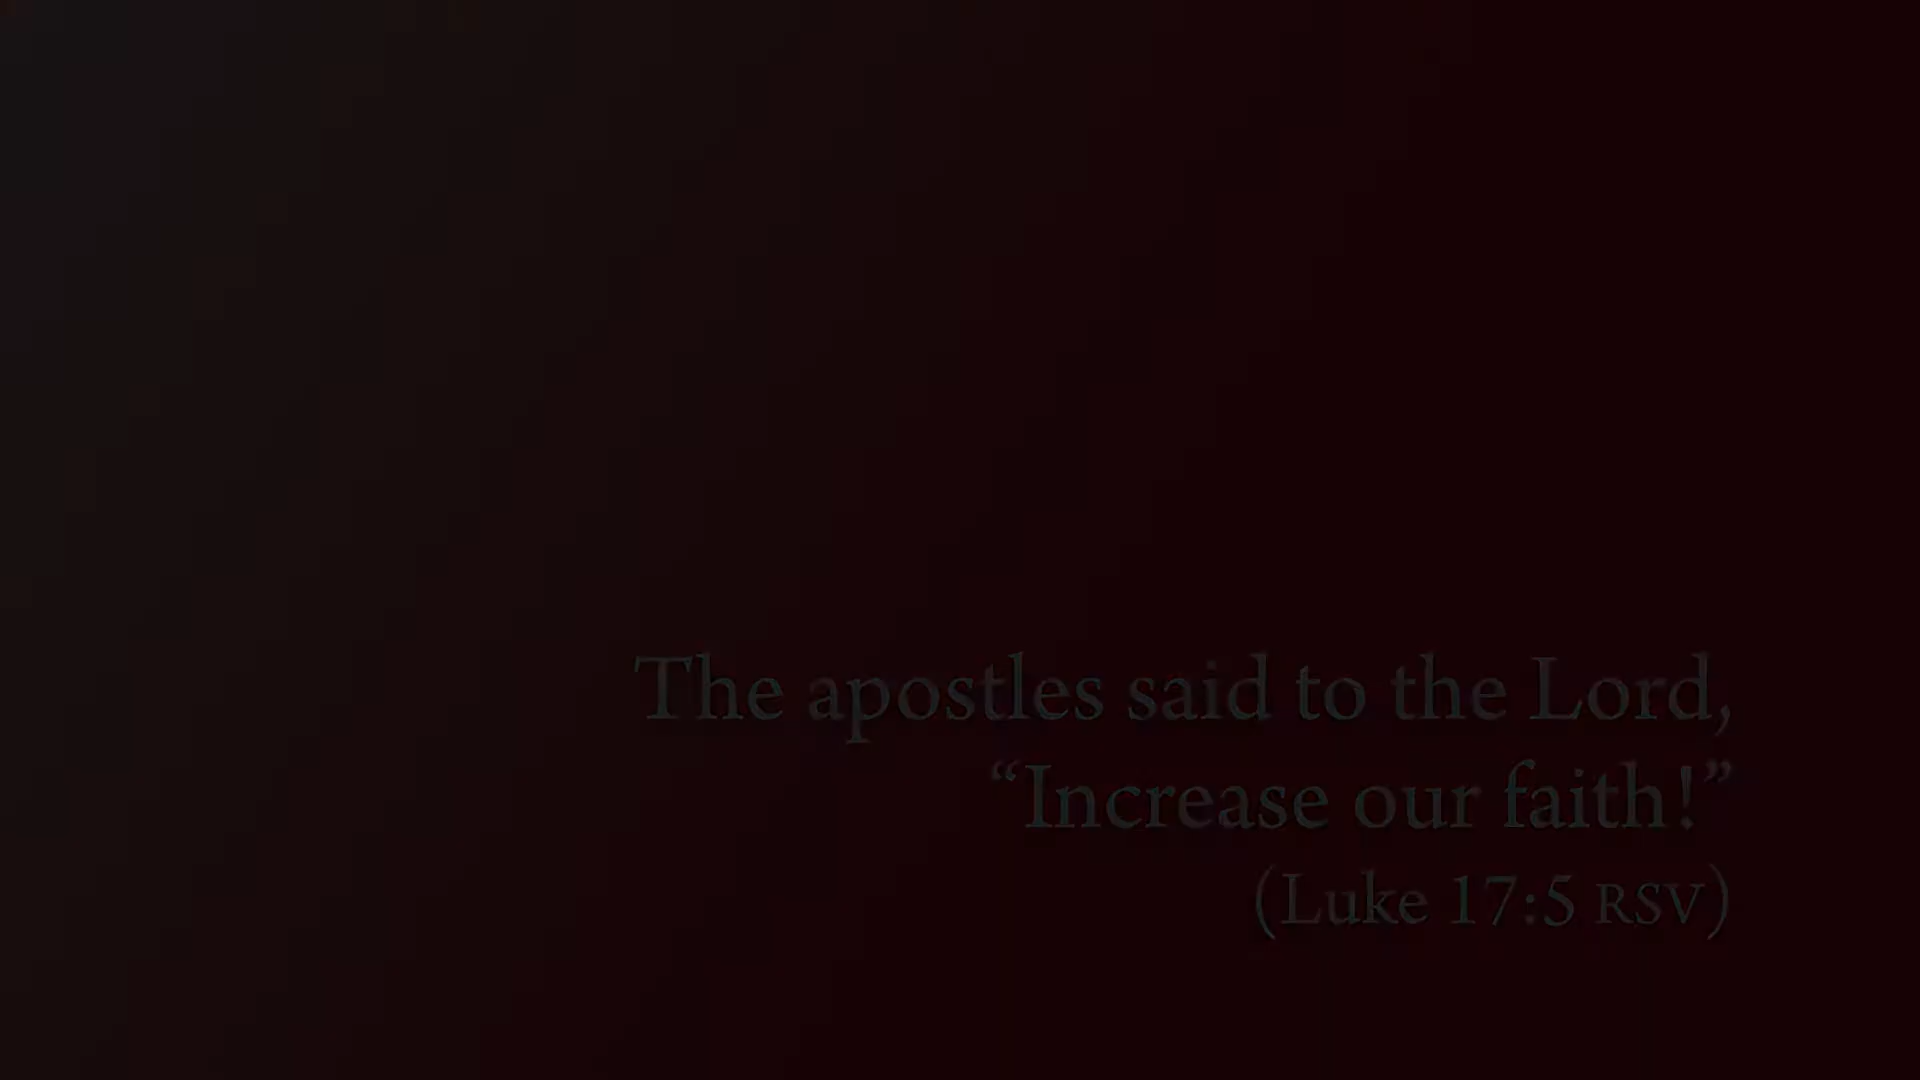 The apostles said to the Lord,
“Increase our faith!”
(Luke 17:5 RSV)